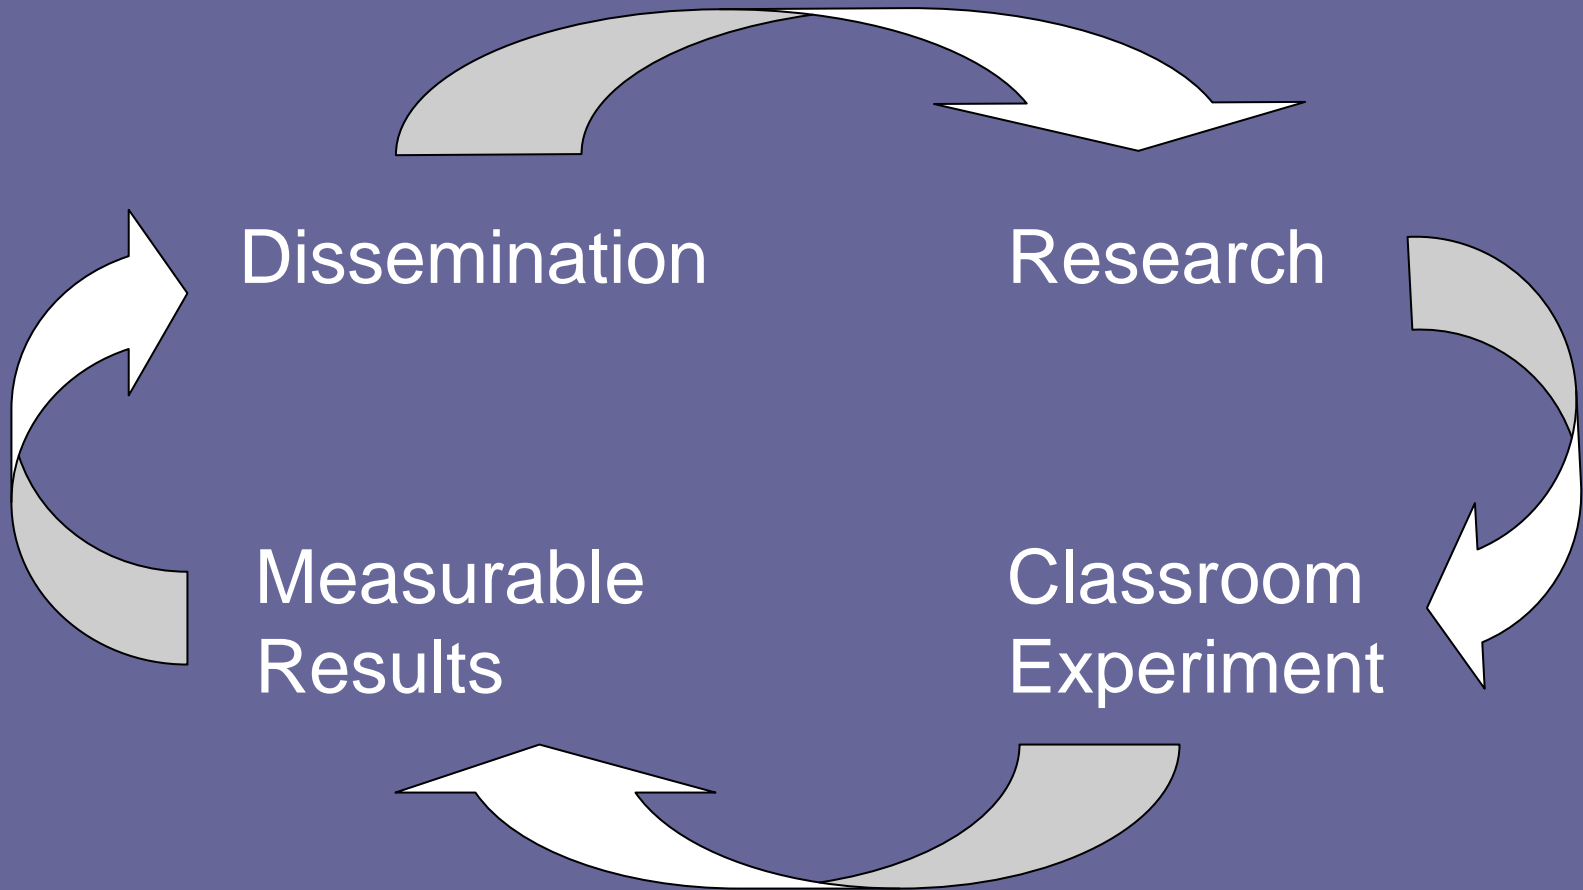 Dissemination
Research
Measurable
Results
Classroom
Experiment